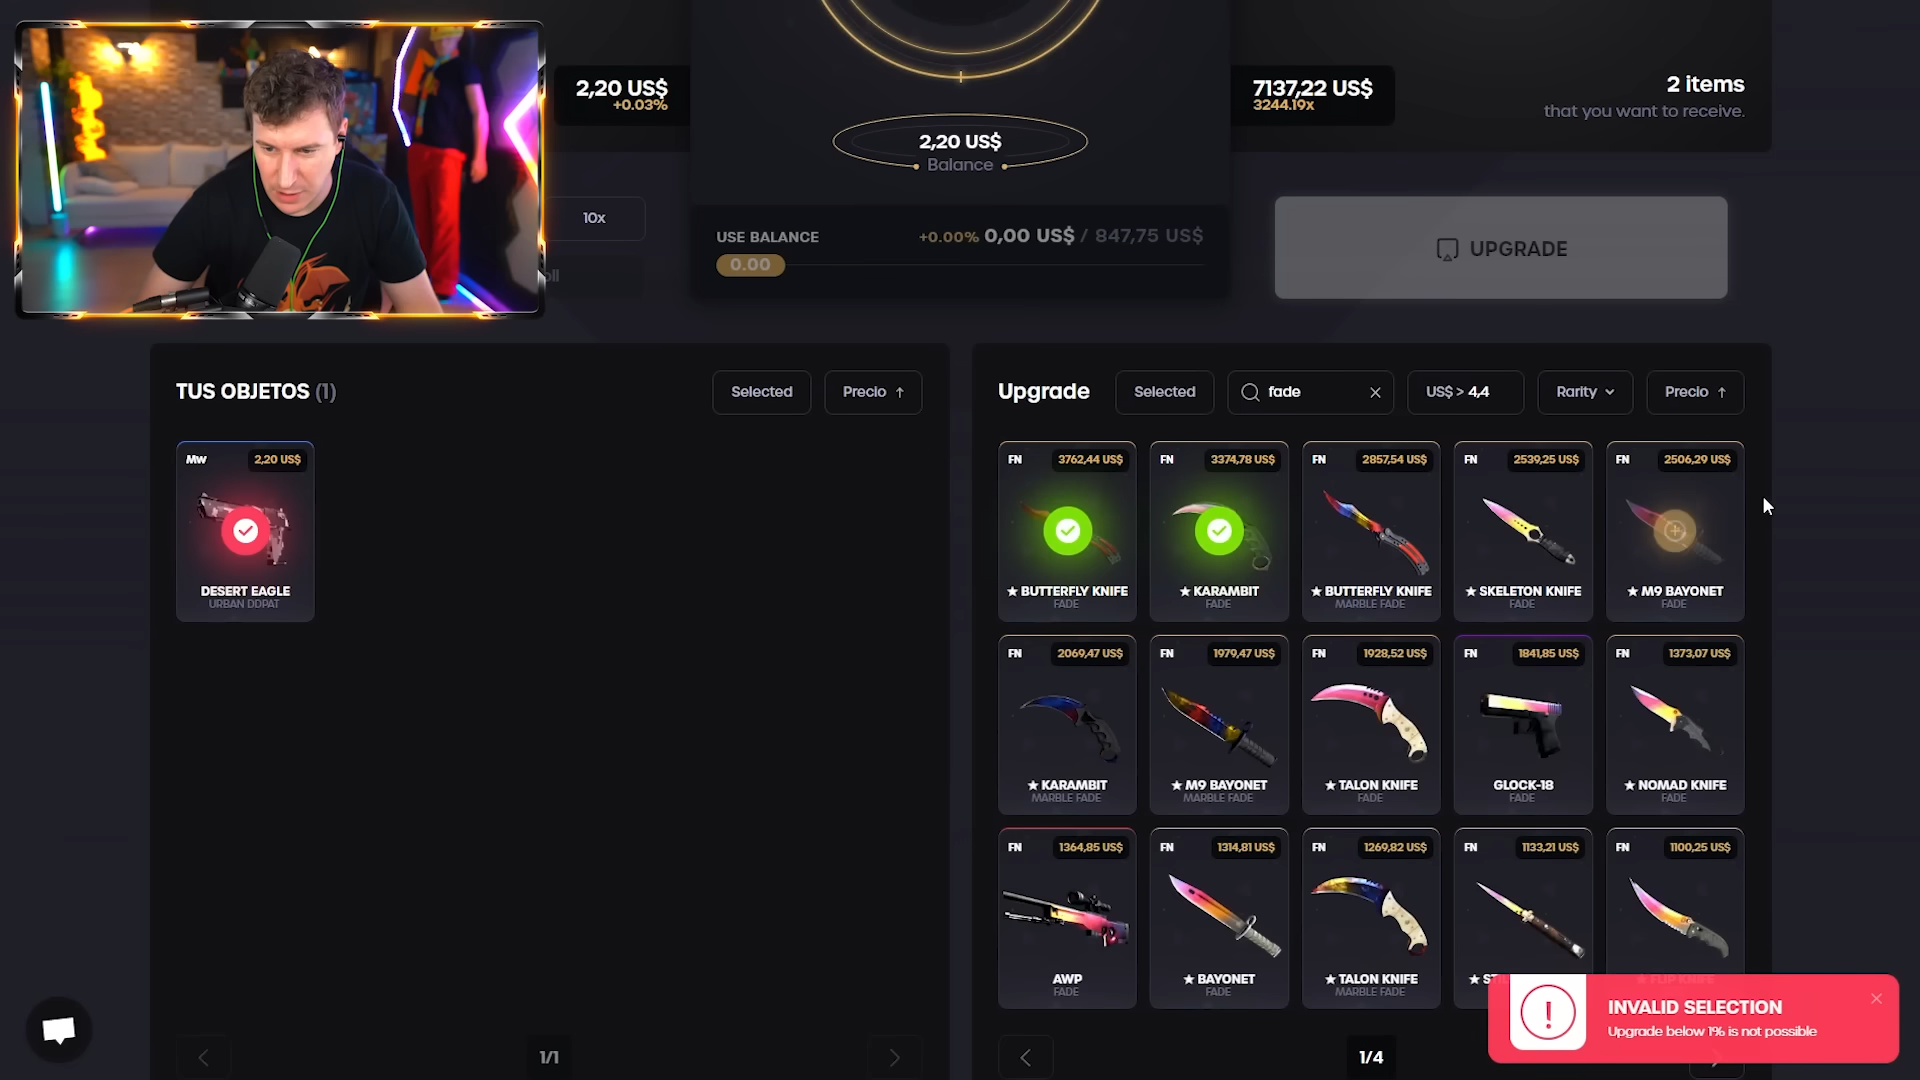 2,20 US$
+0.03%
7137,22 US$
3244.19x
2 items
that you want to receive.
2,20 US$
Balance
10x
USE BALANCE
+0.00% 0,00 US$ / 847,75 US$
0.00
UPGRADE
TUS OBJETOS (1)
Selected
Precio ↑
Upgrade
Selected
fade
US$ > 4,4
Rarity
Precio ↑
MW 2,20 US$
DESERT EAGLE
URBAN DDPAT
FN 3762,44 US$
★ BUTTERFLY KNIFE
FADE
FN 3374,78 US$
★ KARAMBIT
FADE
FN 2857,54 US$
★ BUTTERFLY KNIFE
MARBLE FADE
FN 2539,25 US$
★ SKELETON KNIFE
FADE
FN 2506,29 US$
★ M9 BAYONET
FADE
FN 2069,47 US$
★ KARAMBIT
MARBLE FADE
FN 1979,47 US$
★ M9 BAYONET
MARBLE FADE
FN 1928,52 US$
★ TALON KNIFE
FADE
FN 1841,85 US$
GLOCK-18
FADE
FN 1373,07 US$
★ NOMAD KNIFE
FADE
FN 1364,85 US$
AWP
FADE
FN 1314,81 US$
★ BAYONET
FADE
FN 1269,82 US$
★ TALON KNIFE
MARBLE FADE
FN 1133,21 US$
FN 1100,25 US$
★ FLIP KNIFE
INVALID SELECTION
Upgrade below 1% is not possible
1/1
1/4